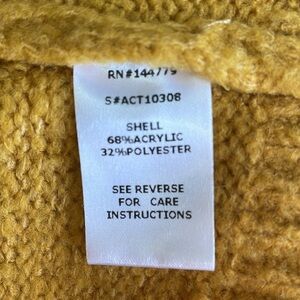 RN#144779
S#ACT10308
SHELL
68%ACRYLIC
32%POLYESTER
SEE REVERSE
FOR CARE
INSTRUCTIONS